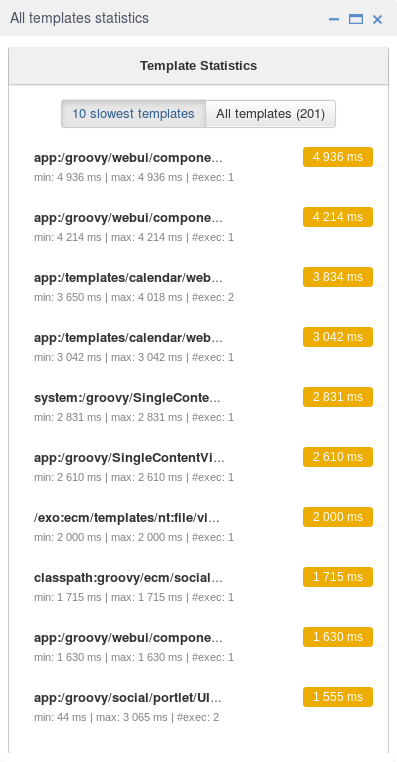 All templates statistics
Template Statistics
10 slowest templates All templates (201)
app:/groovy/webui/compone... 4 936 ms
min: 4 936 ms | max: 4 936 ms | #exec: 1
app:/groovy/webui/compone... 4 214 ms
min: 4 214 ms | max: 4 214 ms | #exec: 1
app:/templates/calendar/web... 3 834 ms
min: 3 650 ms | max: 4 018 ms | #exec: 2
app:/templates/calendar/web... 3 042 ms
min: 3 042 ms | max: 3 042 ms | #exec: 1
system:/groovy/SingleConte... 2 831 ms
min: 2 831 ms | max: 2 831 ms | #exec: 1
app:/groovy/SingleContentVi... 2 610 ms
min: 2 610 ms | max: 2 610 ms | #exec: 1
/exo:ecm/templates/nt:file/vi... 2 000 ms
min: 2 000 ms | max: 2 000 ms | #exec: 1
classpath:groovy/ecm/social... 1 715 ms
min: 1 715 ms | max: 1 715 ms | #exec: 1
app:/groovy/webui/compone... 1 630 ms
min: 1 630 ms | max: 1 630 ms | #exec: 1
app:/groovy/social/portlet/UI... 1 555 ms
min: 44 ms | max: 3 065 ms | #exec: 2